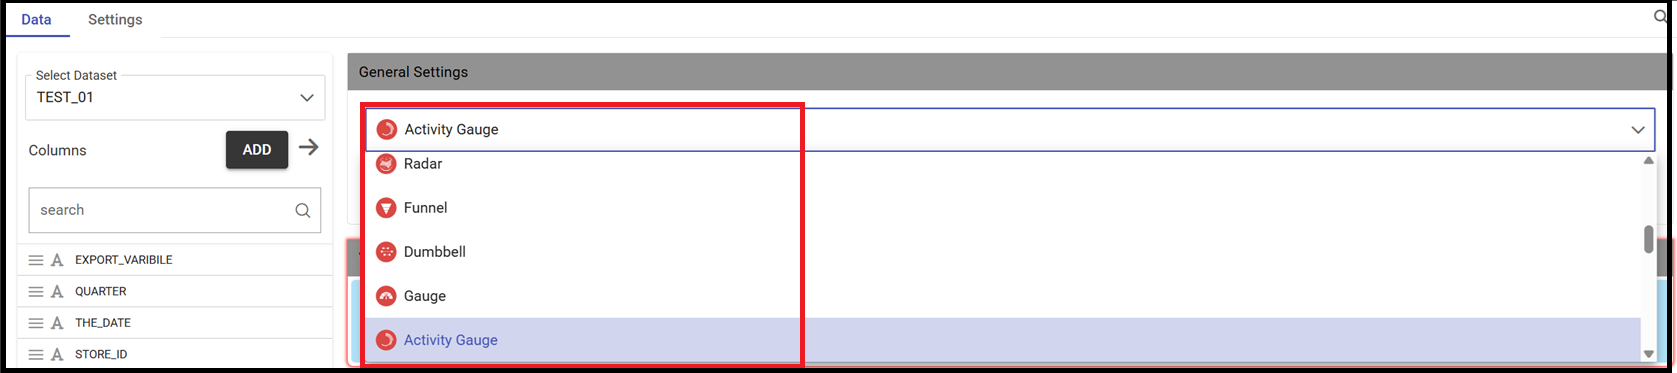 Data
Settings
Select Dataset
TEST_01
Columns
ADD
search
EXPORT_VARIBILE
QUARTER
THE_DATE
STORE_ID
General Settings
Activity Gauge
Radar
Funnel
Dumbbell
Gauge
Activity Gauge